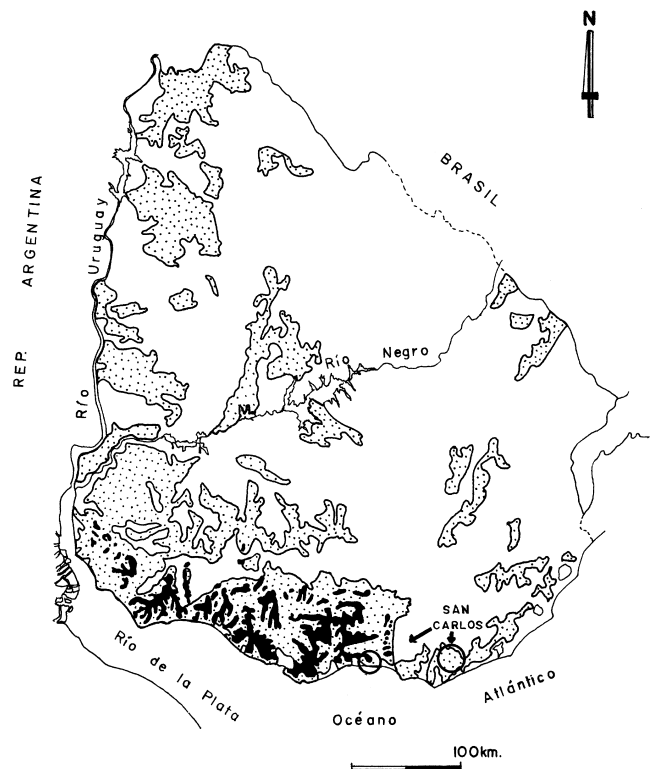 N
BRASIL
REP. ARGENTINA
RÍO Uruguay
Río Negro
SAN
CARLOS
Río de la Plata
Océano Atlántico
100km.